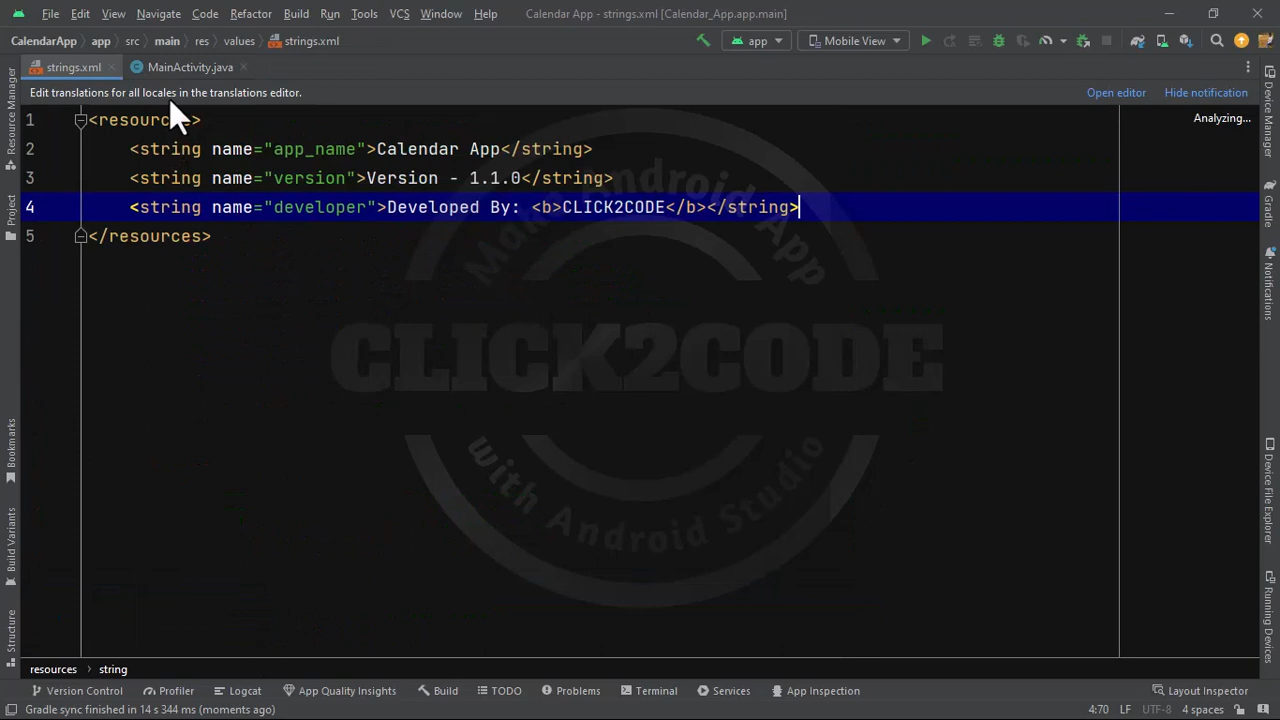 File Edit View Navigate Code Refactor Build Run Tools VCS Window Help Calendar App - strings.xml [Calendar_App.app.main]
CalendarApp app src main res values strings.xml app Mobile View
strings.xml MainActivity.java
Edit translations for all locales in the translations editor. Open editor Hide notification
Analyzing...
1 <resources>
2 <string name="app_name">Calendar App</string>
3 <string name="version">Version - 1.1.0</string>
4 <string name="developer">Developed By: <b>CLICK2CODE</b></string>
5 </resources>
Make Android App
CLICK2CODE
with Android Studio
Resource Manager
Project
Bookmarks
Build Variants
Structure
Device Manager
Gradle
Notifications
Device File Explorer
Running Devices
resources string
Version Control Profiler Logcat App Quality Insights Build TODO Problems Terminal Services App Inspection Layout Inspector
Gradle sync finished in 14 s 344 ms (moments ago) 4:70 LF UTF-8 4 spaces